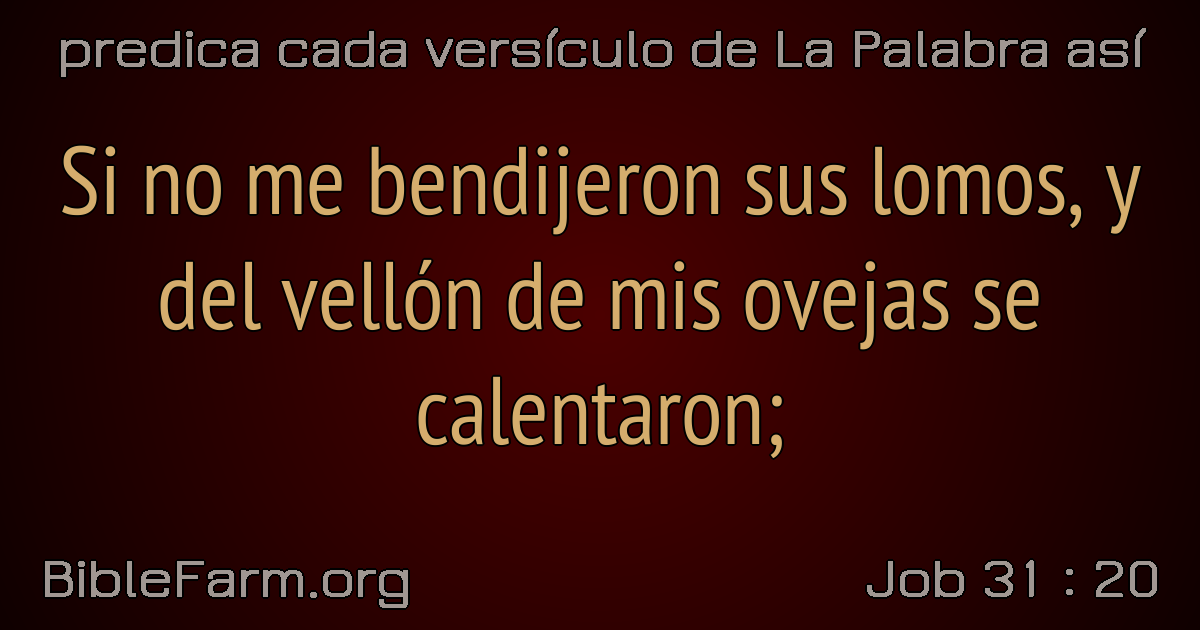 predica cada versículo de La Palabra así
Si no me bendijeron sus lomos, y
del vellón de mis ovejas se
calentaron;
BibleFarm.org
Job 31 : 20